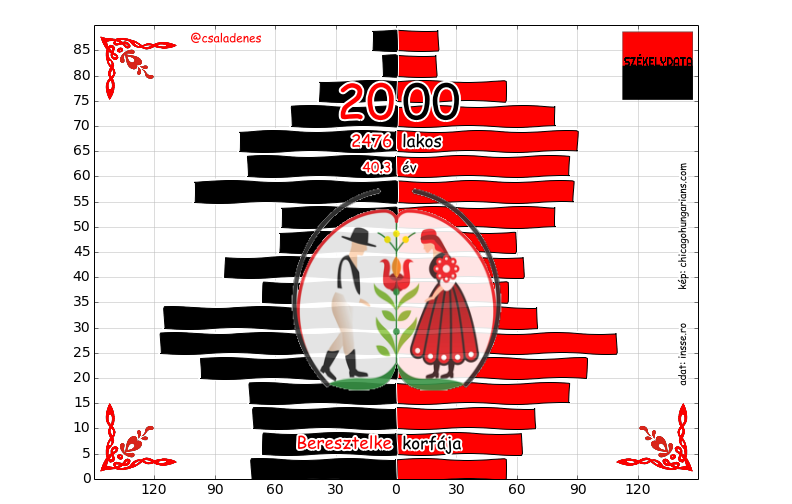 @csaladenes
SZÉKELYDATA
2000
2476 lakos
40.3 év
kép: chicagohungarians.com
adat: insse.ro
Beresztelke korfája
85
80
75
70
65
60
55
50
45
40
35
30
25
20
15
10
5
0
120 90 60 30 0 30 60 90 120